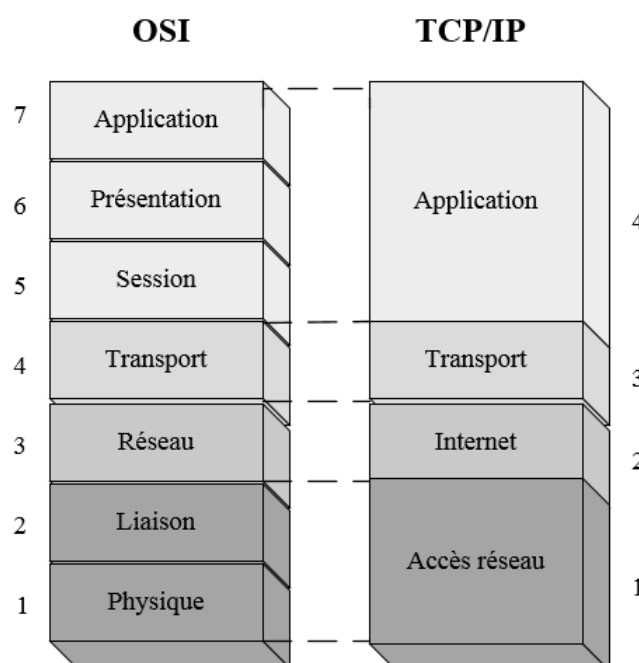 OSI TCP/IP
7 Application
6 Présentation
5 Session
4 Transport
3 Réseau
2 Liaison
1 Physique
Application 4
Transport 3
Internet 2
Accès réseau 1